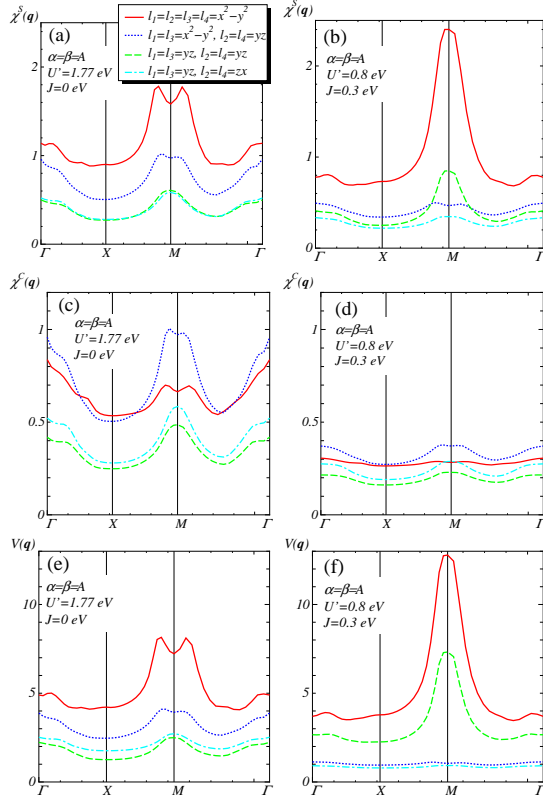 χ^S(q)
(a)
α=β=A
U'=1.77 eV
J=0 eV
l₁=l₂=l₃=l₄=x²−y²
l₁=l₃=x²−y², l₂=l₄=yz
l₁=l₃=yz, l₂=l₄=yz
l₁=l₃=yz, l₂=l₄=zx
2
1
0
Γ X M Γ
χ^S(q)
(b)
α=β=A
U'=0.8 eV
J=0.3 eV
2
1
0
Γ X M Γ
χ^C(q)
(c)
α=β=A
U'=1.77 eV
J=0 eV
1
0.5
0
Γ X M Γ
χ^C(q)
(d)
α=β=A
U'=0.8 eV
J=0.3 eV
1
0.5
0
Γ X M Γ
V(q)
(e)
α=β=A
U'=1.77 eV
J=0
10
5
0
Γ X M Γ
V(q)
(f)
α=β=A
U'=0.8 eV
J=0.3 eV
10
5
0
Γ X M Γ